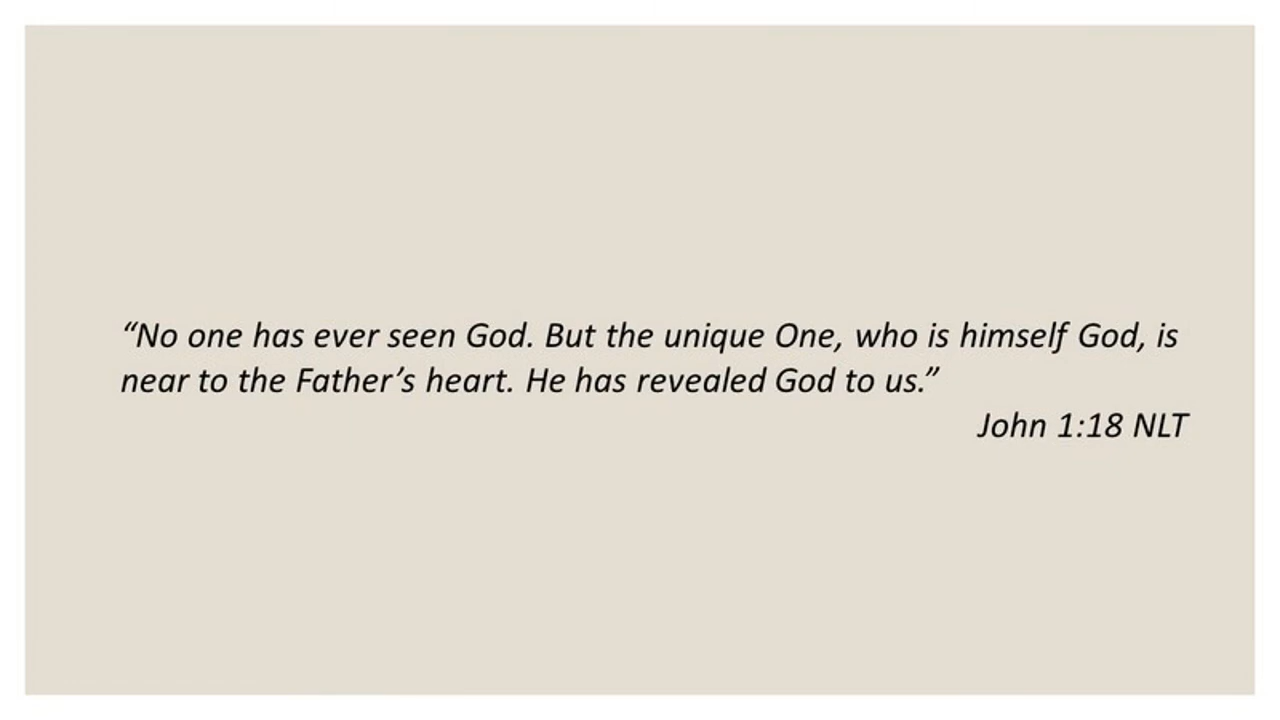 “No one has ever seen God. But the unique One, who is himself God, is
near to the Father’s heart. He has revealed God to us.”
John 1:18 NLT